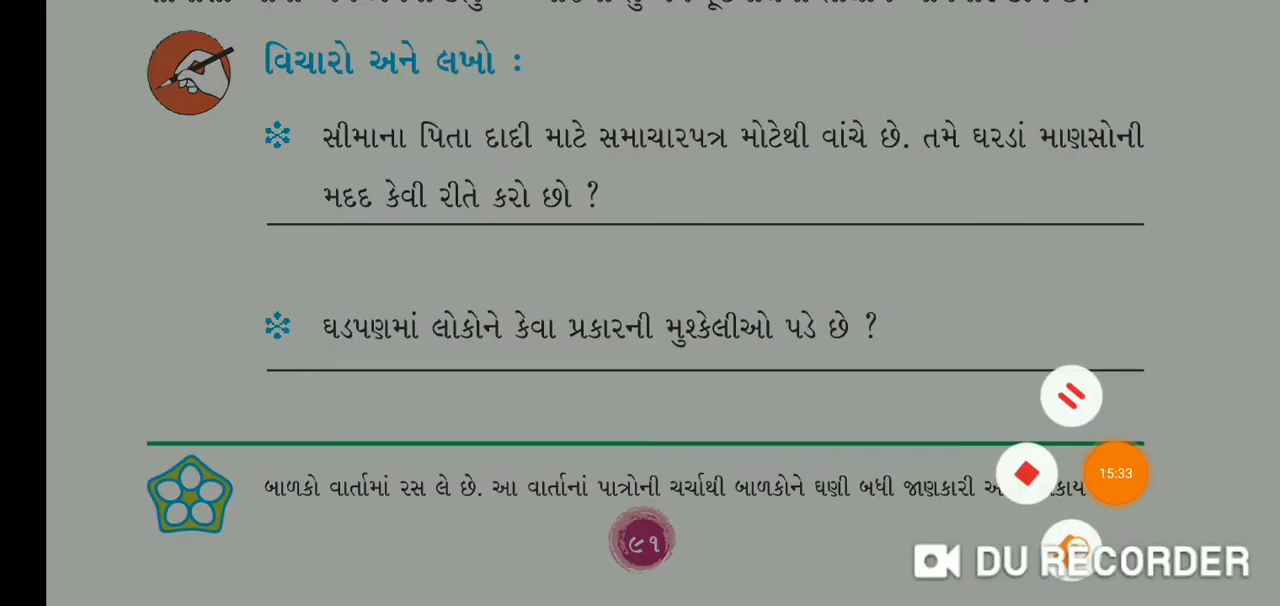 વિચારો અને લખો :
સીમાના પિતા દાદી માટે સમાચારપત્ર મોટેથી વાંચે છે. તમે ઘરડાં માણસોની
મદદ કેવી રીતે કરો છો ?
ઘડપણમાં લોકોને કેવા પ્રકારની મુશ્કેલીઓ પડે છે ?
15:33
બાળકો વાર્તામાં રસ લે છે. આ વાર્તાનાં પાત્રોની ચર્ચાથી બાળકોને ઘણી બધી જાણકારી
૯૧
DU RECORDER